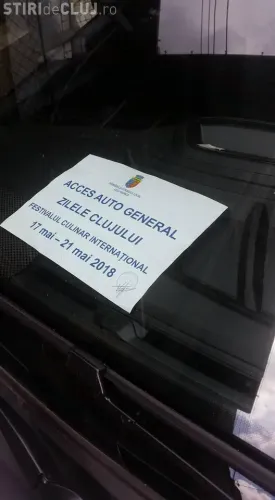 STIRIdeCLUJ.ro
ACCES AUTO GENERAL
ZILELE CLUJULUI
FESTIVALUL CULINAR INTERNAȚIONAL
17 mai – 21 mai 2018